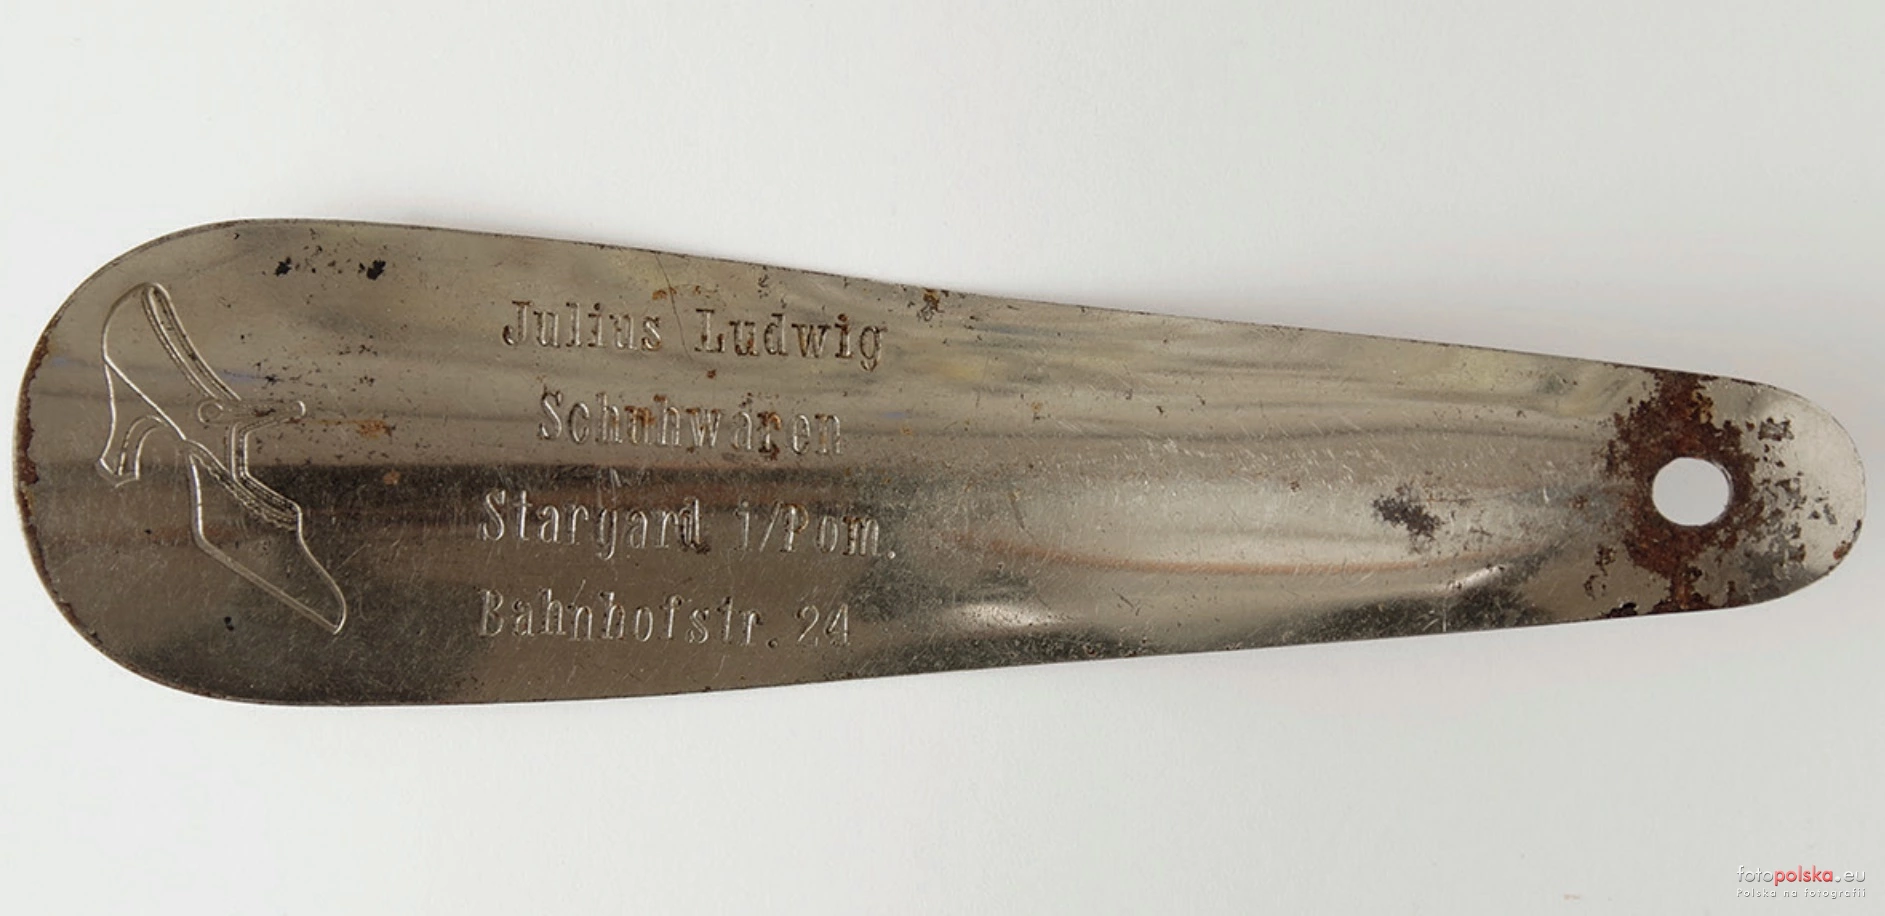 Julius Ludwig
Schuhwaren
Stargard i/Pom.
Bahnhofstr. 24
fotopolska.eu
Polska na fotografii